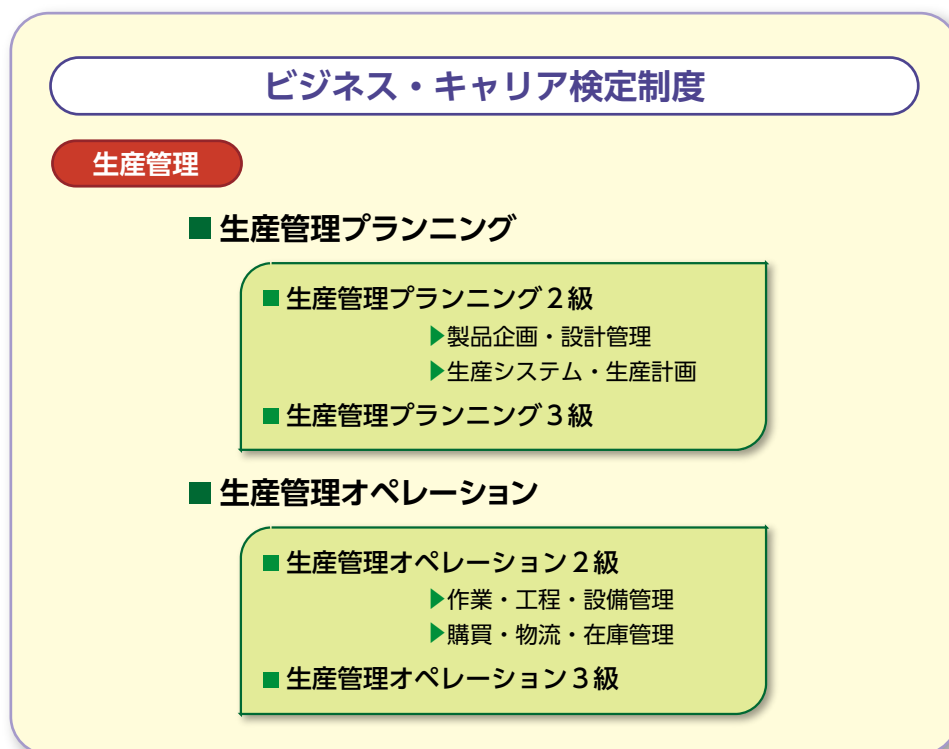 ビジネス・キャリア検定制度
生産管理
■ 生産管理プランニング
■ 生産管理プランニング2級
▶製品企画・設計管理
▶生産システム・生産計画
■ 生産管理プランニング3級
■ 生産管理オペレーション
■ 生産管理オペレーション2級
▶作業・工程・設備管理
▶購買・物流・在庫管理
■ 生産管理オペレーション3級